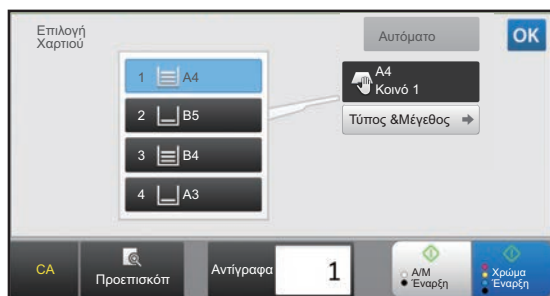 Επιλογή
Χαρτιού
Αυτόματο
OK
1 A4
2 B5
3 B4
4 A3
A4
Κοινό 1
Τύπος &Μέγεθος
CA
Προεπισκόπ
Αντίγραφα
1
Α/Μ
Έναρξη
Χρώμα
Έναρξη